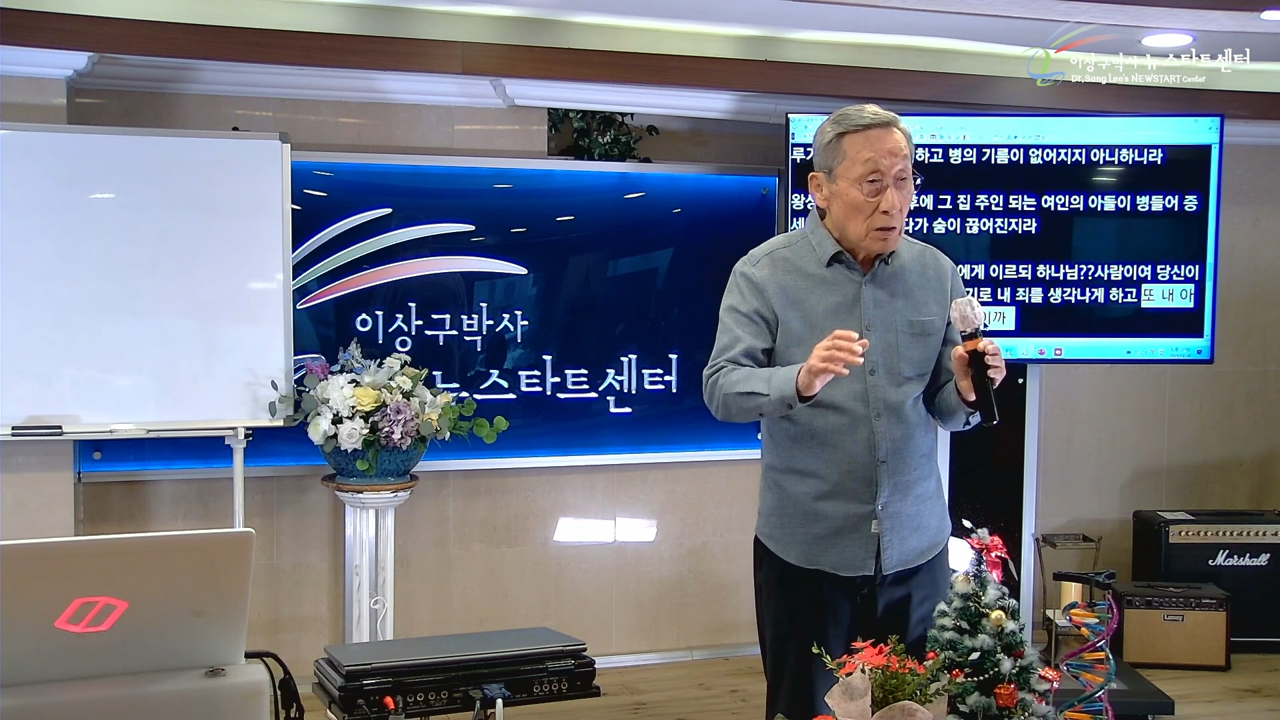 이상구박사 뉴스타트센터
Dr. Sang Lee's NEWSTART Center
하고 병의 기름이 없어지지 아니하니라
후에 그 집 주인 되는 여인의 아들이 병들어 증
다가 숨이 끊어진지라
에게 이르되 하나님??사람이여 당신이
로 내 죄를 생각나게 하고 또 내 아
이까
이상구박사
뉴스타트센터
Marshall
Laney